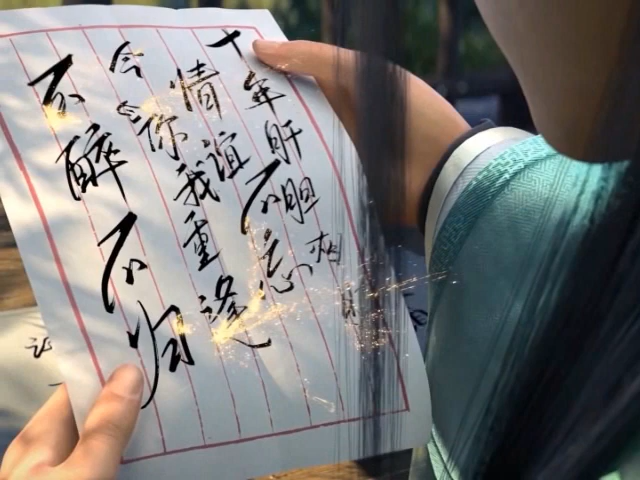 十年肝胆
情谊不忘
今你我重逢
不醉不归